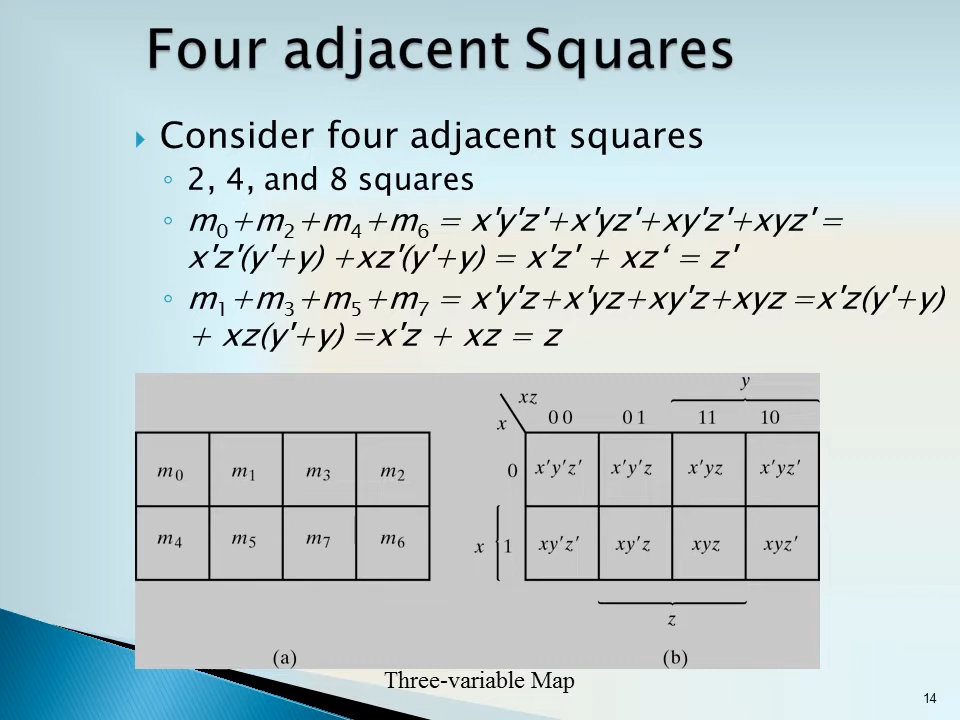 Four adjacent Squares
Consider four adjacent squares
◦ 2, 4, and 8 squares
◦ m0+m2+m4+m6 = x'y'z'+x'yz'+xy'z'+xyz' =
x'z'(y'+y) +xz'(y'+y) = x'z' + xz‘ = z'
◦ m1+m3+m5+m7 = x'y'z+x'yz+xy'z+xyz =x'z(y'+y)
+ xz(y'+y) =x'z + xz = z
y
xz
x
0 0 0 1 11 10
m0 m1 m3 m2
0 x'y'z' x'y'z x'yz x'yz'
m4 m5 m7 m6
x 1 xy'z' xy'z xyz xyz'
z
(a) (b)
Three-variable Map
14